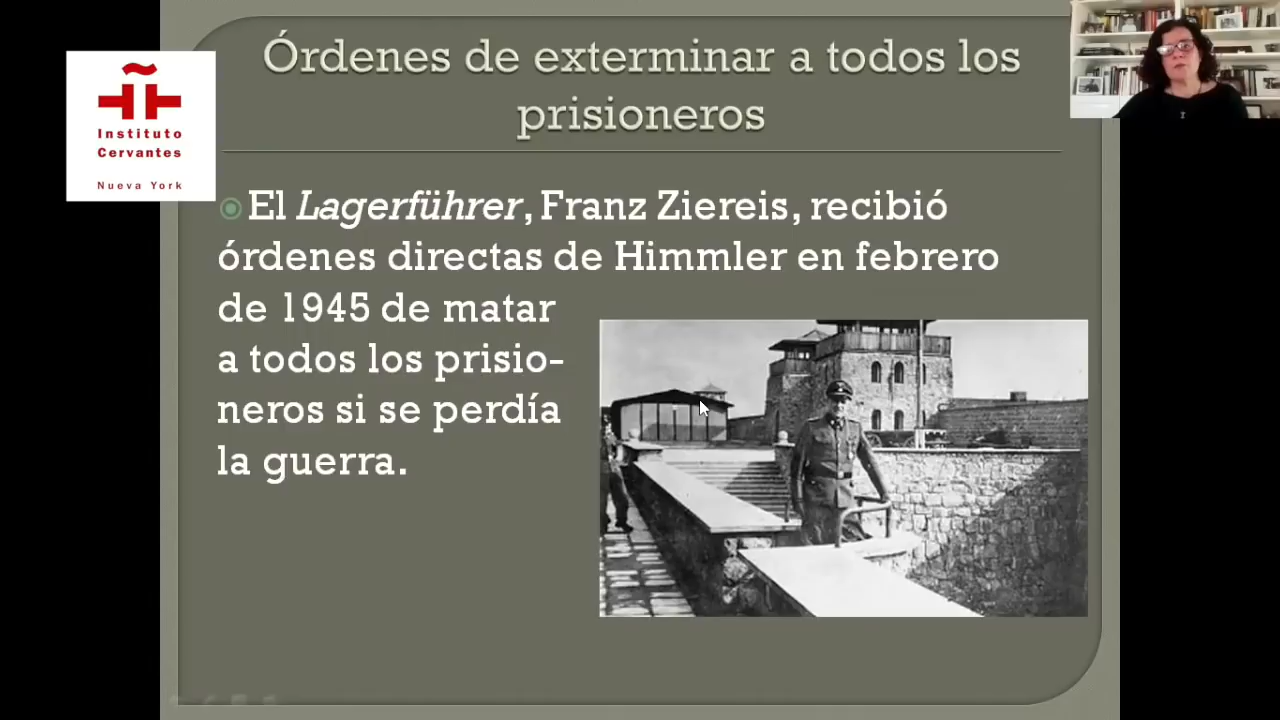 Órdenes de exterminar a todos los
prisioneros
Instituto
Cervantes
Nueva York
El Lagerführer, Franz Ziereis, recibió
órdenes directas de Himmler en febrero
de 1945 de matar
a todos los prisio-
neros si se perdía
la guerra.